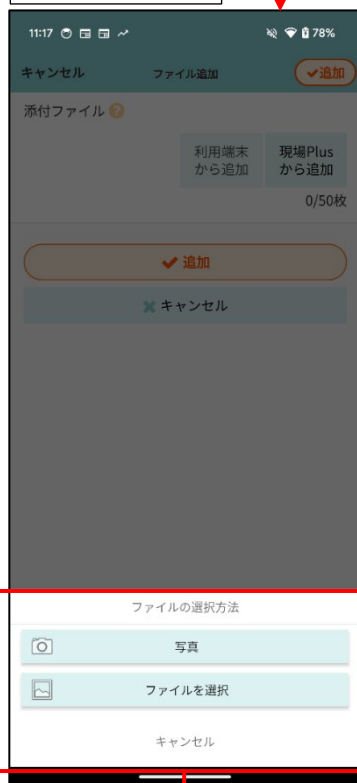 11:17 78%
キャンセル ファイル追加 ✔追加
添付ファイル ?
利用端末 現場Plus
から追加 から追加
0/50枚
✔ 追加
✖ キャンセル
ファイルの選択方法
写真
ファイルを選択
キャンセル